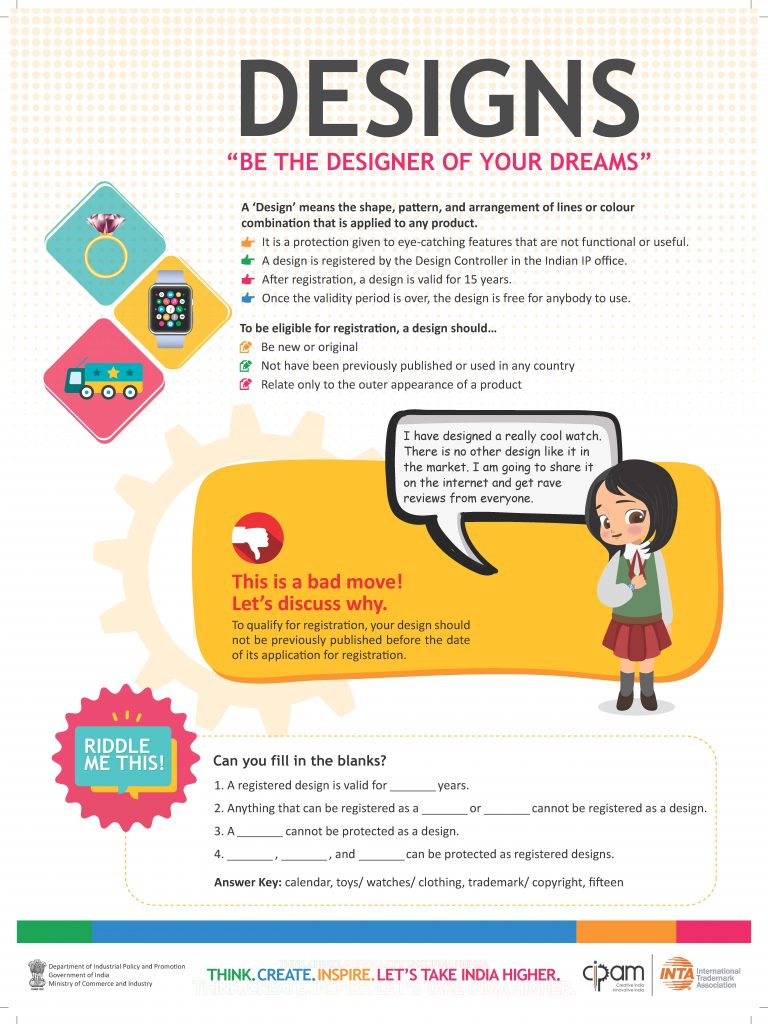 DESIGNS
“BE THE DESIGNER OF YOUR DREAMS”
A ‘Design’ means the shape, pattern, and arrangement of lines or colour
combination that is applied to any product.
It is a protection given to eye-catching features that are not functional or useful.
A design is registered by the Design Controller in the Indian IP office.
After registration, a design is valid for 15 years.
Once the validity period is over, the design is free for anybody to use.
To be eligible for registration, a design should...
Be new or original
Not have been previously published or used in any country
Relate only to the outer appearance of a product
I have designed a really cool watch.
There is no other design like it in
the market. I am going to share it
on the internet and get rave
reviews from everyone.
This is a bad move!
Let’s discuss why.
To qualify for registration, your design should
not be previously published before the date
of its application for registration.
RIDDLE
ME THIS!
Can you fill in the blanks?
1. A registered design is valid for _______ years.
2. Anything that can be registered as a _______ or _______ cannot be registered as a design.
3. A _______ cannot be protected as a design.
4. _______ , _______ , and _______ can be protected as registered designs.
Answer Key: calendar, toys/ watches/ clothing, trademark/ copyright, fifteen
Department of Industrial Policy and Promotion
Government of India
Ministry of Commerce and Industry
THINK. CREATE. INSPIRE. LET’S TAKE INDIA HIGHER.
cipam
Creative India
Innovative India
INTA
International
Trademark
Association